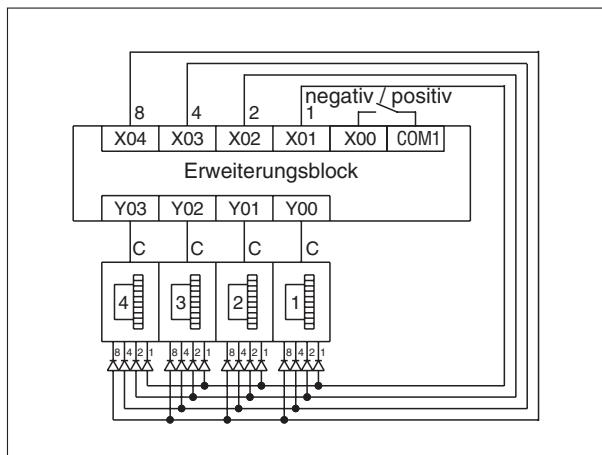 8 4 2 1
negativ / positiv
X04 X03 X02 X01 X00 COM1
Erweiterungsblock
Y03 Y02 Y01 Y00
C C C C
4 3 2 1
8 4 2 1 8 4 2 1 8 4 2 1 8 4 2 1